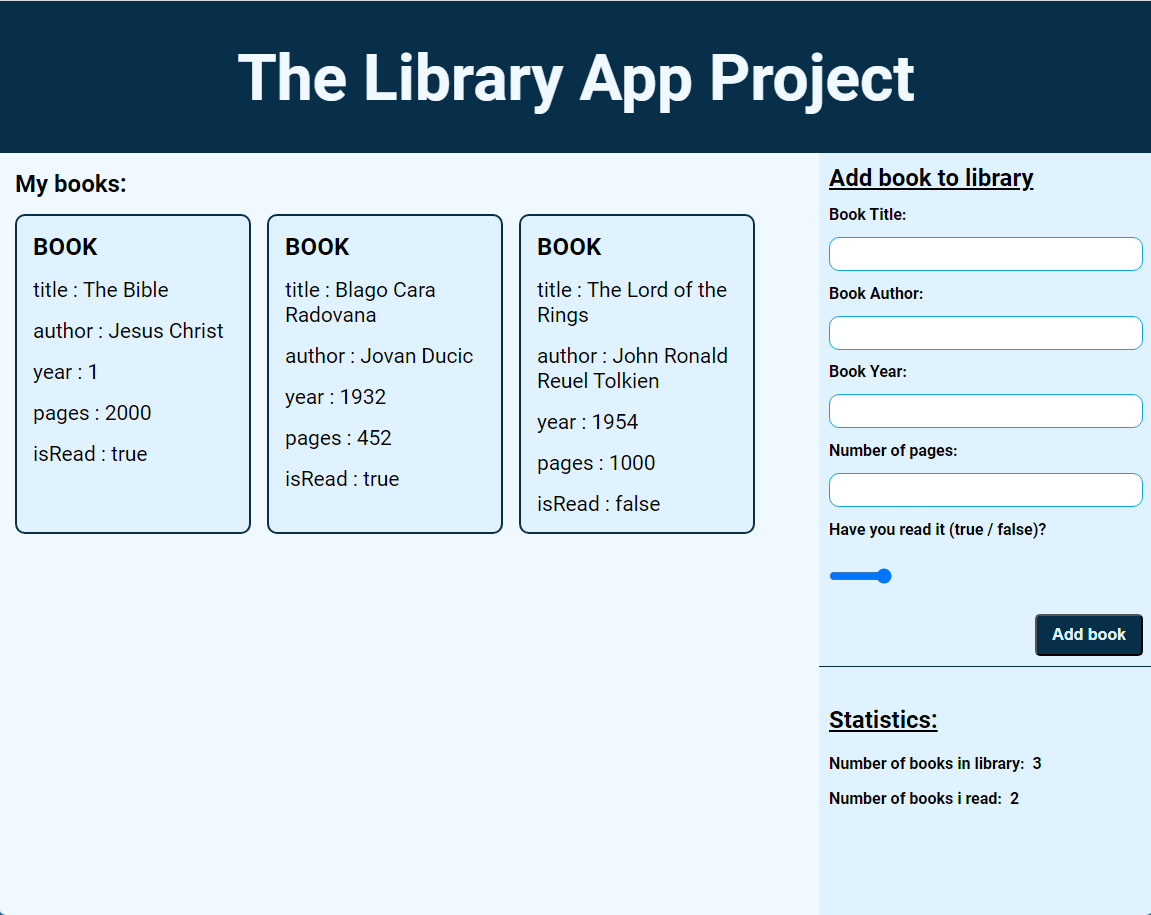 The Library App Project
My books:
BOOK
title : The Bible
author : Jesus Christ
year : 1
pages : 2000
isRead : true
BOOK
title : Blago Cara
Radovana
author : Jovan Ducic
year : 1932
pages : 452
isRead : true
BOOK
title : The Lord of the
Rings
author : John Ronald
Reuel Tolkien
year : 1954
pages : 1000
isRead : false
Add book to library
Book Title:
Book Author:
Book Year:
Number of pages:
Have you read it (true / false)?
Add book
Statistics:
Number of books in library: 3
Number of books i read: 2